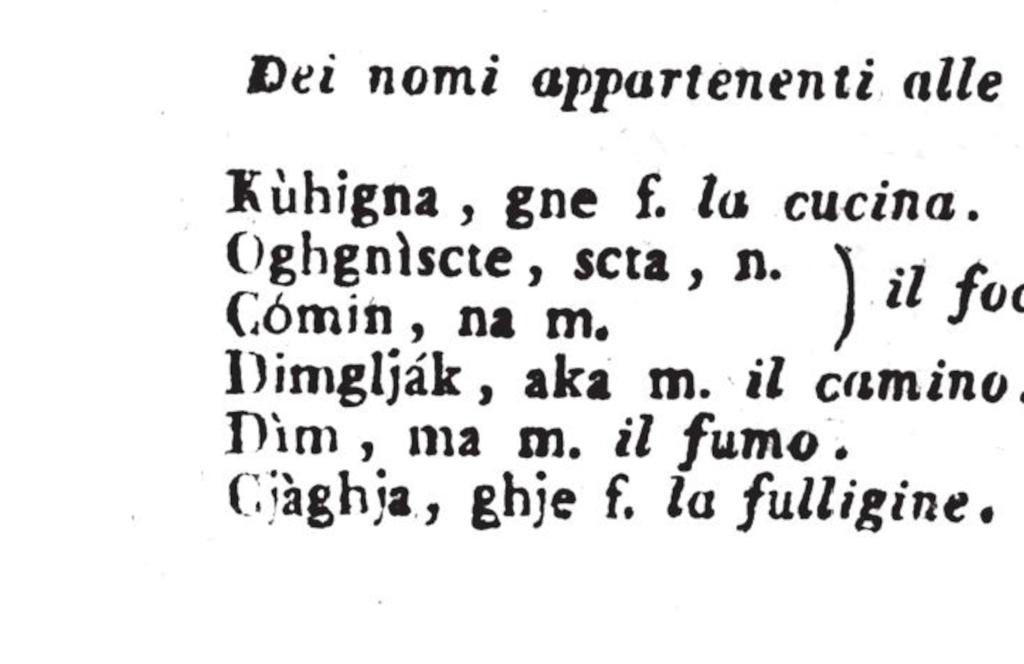 Dei nomi appartenenti alle
Kùhigna, gne f. la cucina.
Oghgnìscte, scta, n.
) il foc
Cómin, na m.
Dimglják, aka m. il camino.
Dìm, ma m. il fumo.
Cjàghja, ghje f. la fulligine.